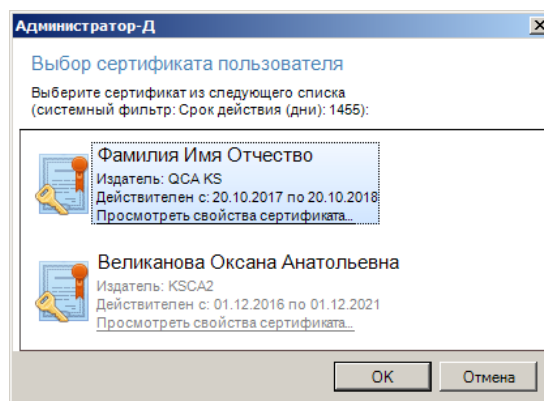 Администратор-Д
Выбор сертификата пользователя
Выберите сертификат из следующего списка
(системный фильтр: Срок действия (дни): 1455):
Фамилия Имя Отчество
Издатель: QCA KS
Действителен с: 20.10.2017 по 20.10.2018
Просмотреть свойства сертификата...
Великанова Оксана Анатольевна
Издатель: KSCA2
Действителен с: 01.12.2016 по 01.12.2021
Просмотреть свойства сертификата...
OK
Отмена